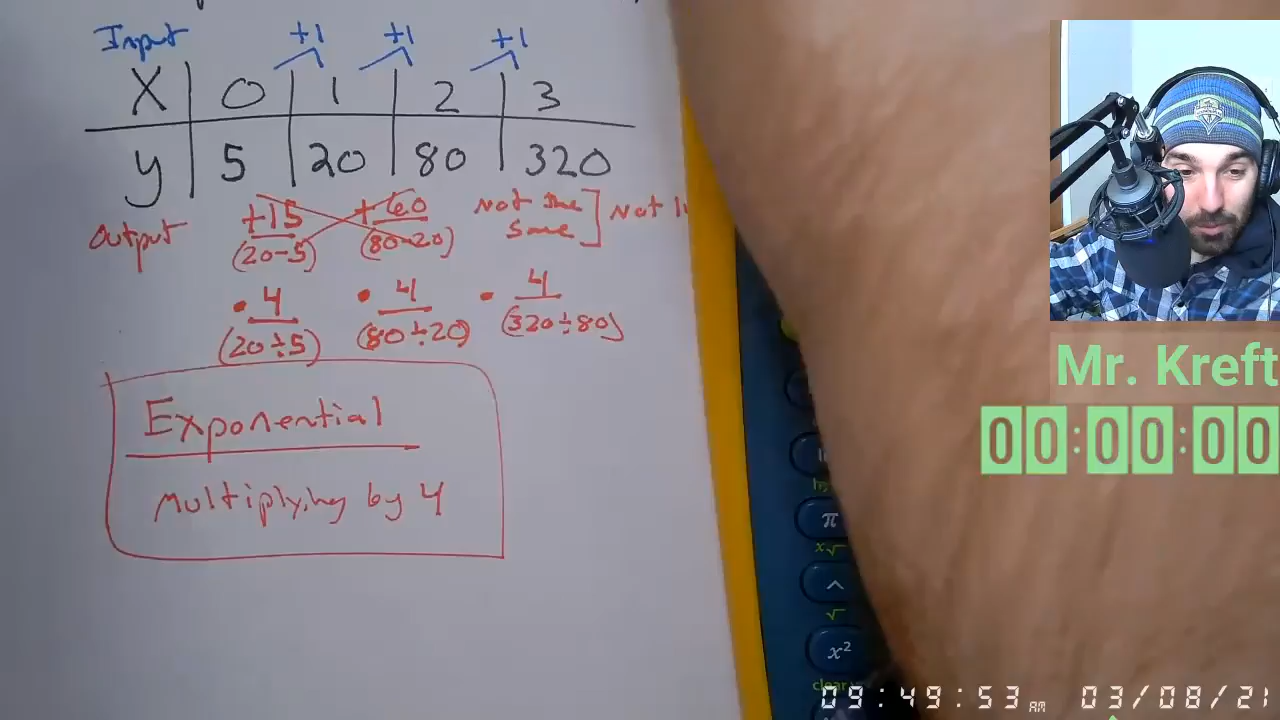 Input +1 +1 +1
X 0 1 2 3
y 5 20 80 320
Output +15 +60 Not the Same Not
(20-5) (80-20)
• 4 • 4 • 4
(20÷5) (80÷20) (320÷80)
Exponential
Multiplying by 4
Mr. Kreft
00:00:00
π
x√
^
√
x²
clear
09:49:53 AM 03/08/21